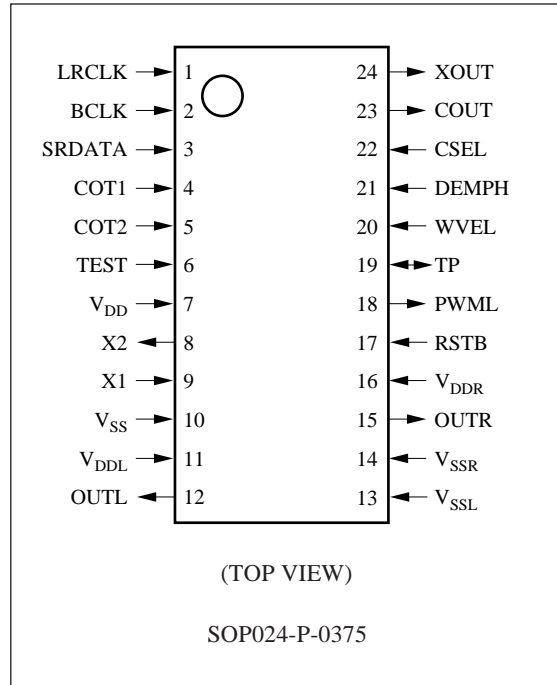 LRCLK 1 24 XOUT
BCLK 2 23 COUT
SRDATA 3 22 CSEL
COT1 4 21 DEMPH
COT2 5 20 WVEL
TEST 6 19 TP
VDD 7 18 PWML
X2 8 17 RSTB
X1 9 16 VDDR
VSS 10 15 OUTR
VDDL 11 14 VSSR
OUTL 12 13 VSSL
(TOP VIEW)
SOP024-P-0375